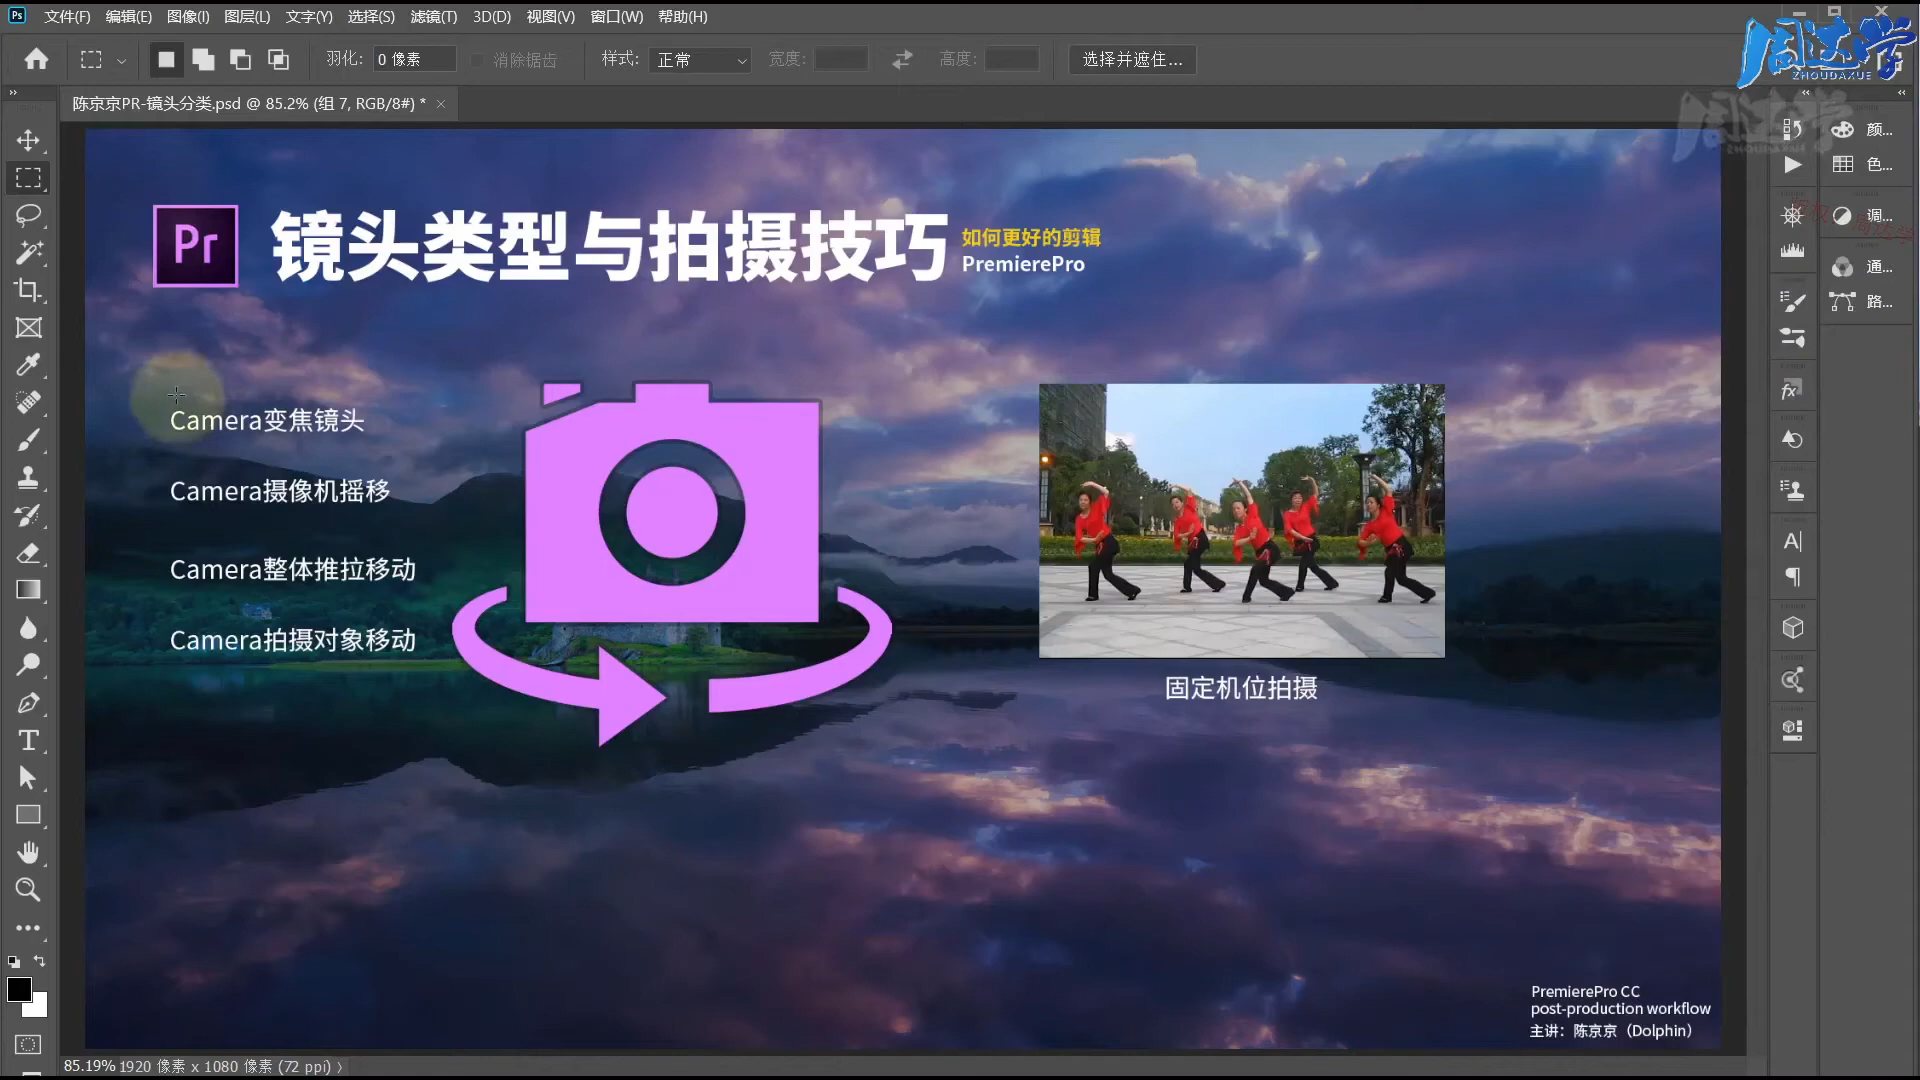 Ps 文件(F) 编辑(E) 图像(I) 图层(L) 文字(Y) 选择(S) 滤镜(T) 3D(D) 视图(V) 窗口(W) 帮助(H)
羽化: 0 像素 消除锯齿 样式: 正常 宽度: 高度: 选择并遮住...
周达学
ZHOUDAXUE
陈京京PR-镜头分类.psd @ 85.2% (组 7, RGB/8#) * ×
周达学
ZHOUDAXUE
颜...
色...
调...
通...
路...
Pr 镜头类型与拍摄技巧
如何更好的剪辑
PremierePro
Camera变焦镜头
Camera摄像机摇移
Camera整体推拉移动
Camera拍摄对象移动
固定机位拍摄
PremierePro CC
post-production workflow
主讲：陈京京（Dolphin）
85.19% 1920 像素 x 1080 像素 (72 ppi)